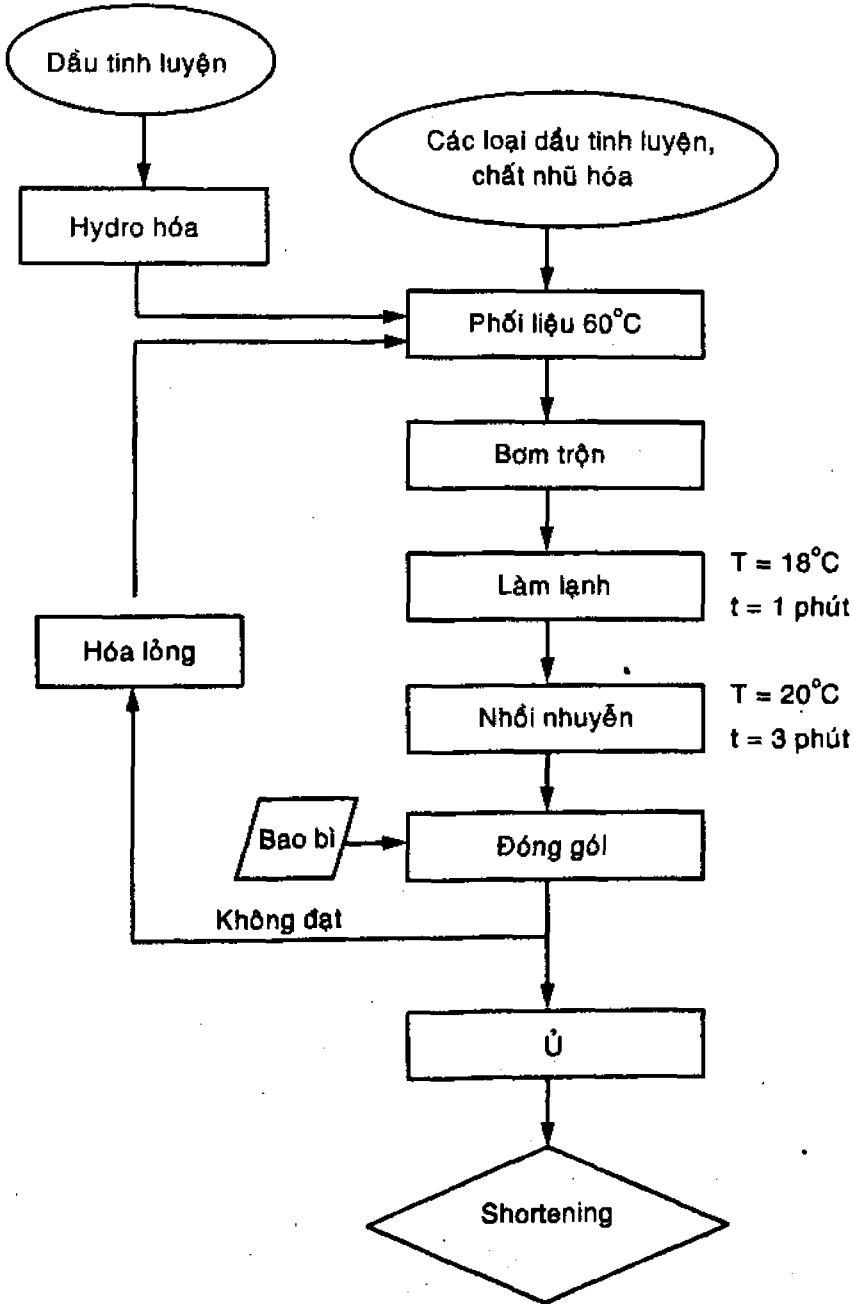 Dầu tinh luyện
Các loại dầu tinh luyện,
chất nhũ hóa
Hydro hóa
Phối liệu 60°C
Bơm trộn
Làm lạnh
T = 18°C
t = 1 phút
Hóa lỏng
Nhồi nhuyễn
T = 20°C
t = 3 phút
Bao bì
Đóng gói
Không đạt
Ủ
Shortening